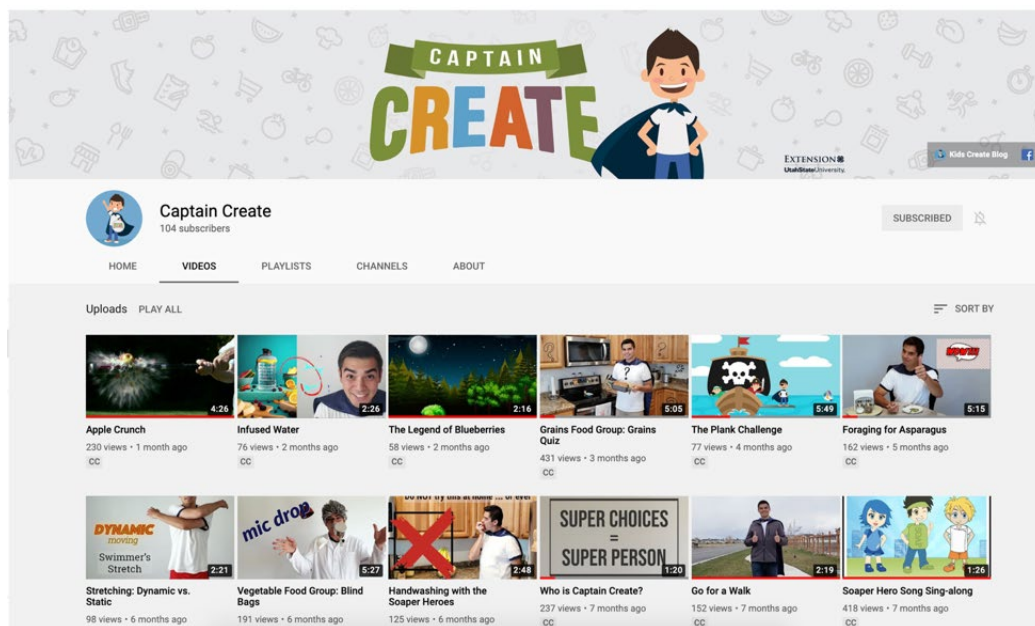 CAPTAIN
CREATE
EXTENSION
UtahStateUniversity
Kids Create Blog
Captain Create
104 subscribers
SUBSCRIBED
HOME VIDEOS PLAYLISTS CHANNELS ABOUT
Uploads PLAY ALL SORT BY
4:26 2:26 2:16 5:05 5:49 5:15
Apple Crunch Infused Water The Legend of Blueberries Grains Food Group: Grains The Plank Challenge Foraging for Asparagus
Quiz
230 views • 1 month ago 76 views • 2 months ago 58 views • 2 months ago 431 views • 3 months ago 77 views • 4 months ago 162 views • 5 months ago
CC CC CC CC CC CC
DYNAMIC
moving
Swimmer's
Stretch
2:21
mic drop
5:27
Do NOT try this at home ... or ever
2:48
SUPER CHOICES
=
SUPER PERSON
1:20
2:19
1:26
Stretching: Dynamic vs. Vegetable Food Group: Blind Handwashing with the Who is Captain Create? Go for a Walk Soaper Hero Song Sing-along
Static Bags Soaper Heroes
98 views • 6 months ago 191 views • 6 months ago 125 views • 6 months ago 237 views • 7 months ago 152 views • 7 months ago 418 views • 7 months ago
CC CC CC